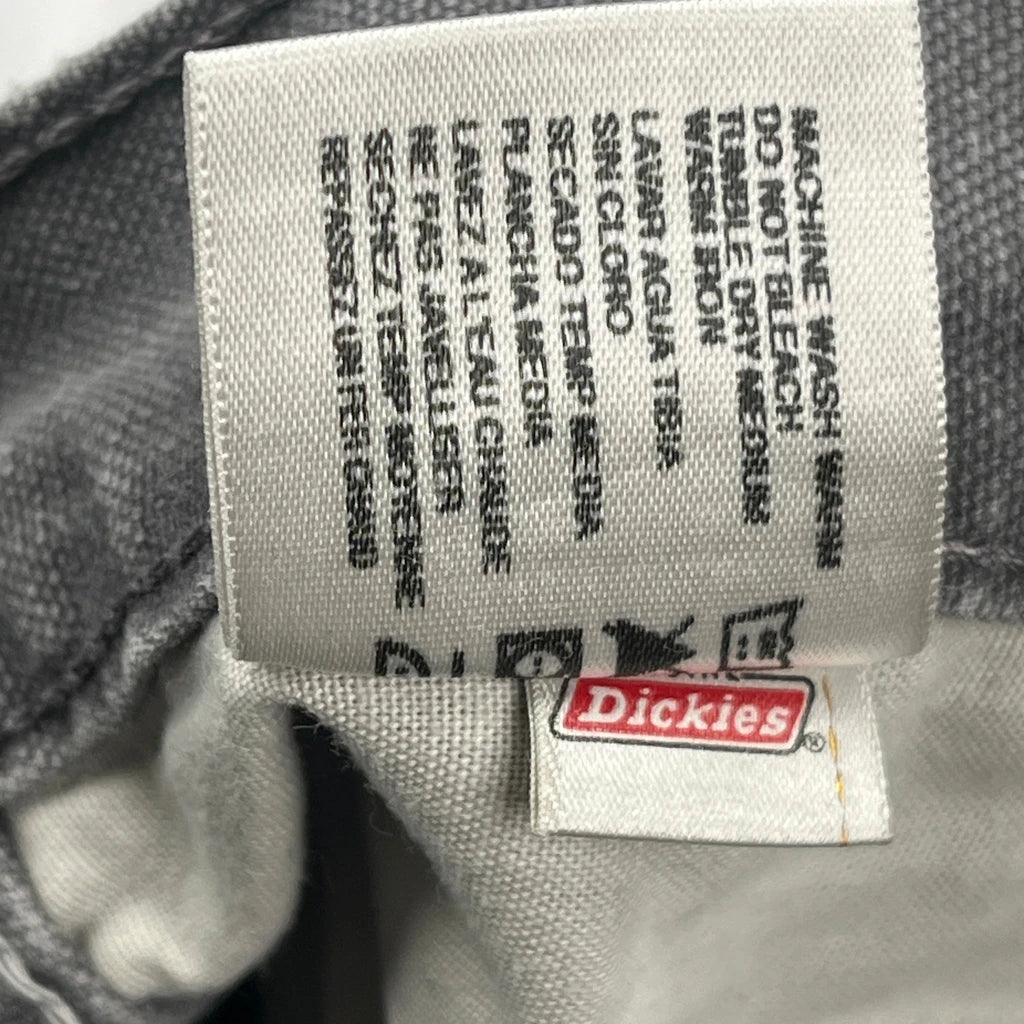 MACHINE WASH WARM
DO NOT BLEACH
TUMBLE DRY MEDIUM
WARM IRON
LAVAR AGUA TIBIA
SIN CLORO
SECADO TEMP MEDIA
PLANCHA MEDIA
LAVEZ A L'EAU CHAUDE
NE PAS JAVELLISER
SECHEZ TEMP MOYENNE
REPASSEZ UN FER CHAUD
Dickies®